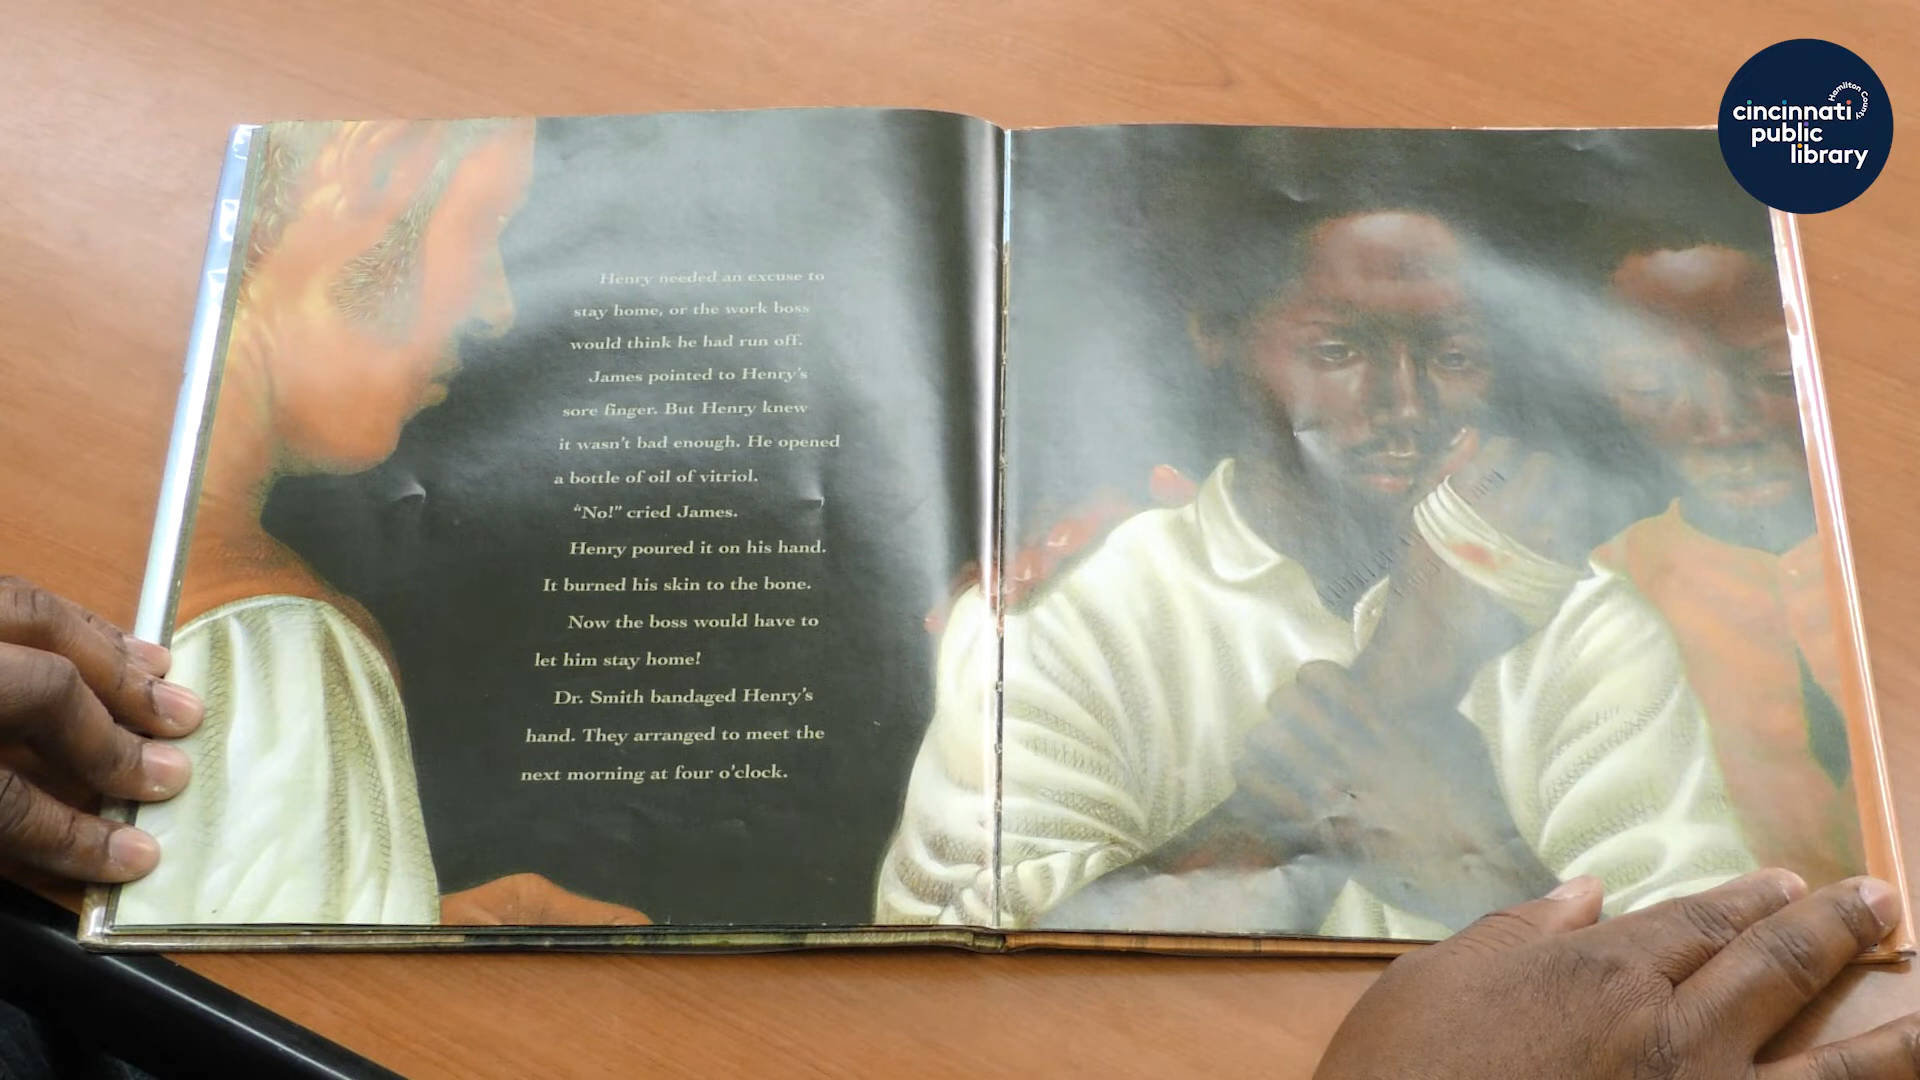 Henry needed an excuse to
stay home, or the work boss
would think he had run off.
James pointed to Henry's
sore finger. But Henry knew
it wasn't bad enough. He opened
a bottle of oil of vitriol.
"No!" cried James.
Henry poured it on his hand.
It burned his skin to the bone.
Now the boss would have to
let him stay home!
Dr. Smith bandaged Henry's
hand. They arranged to meet the
next morning at four o'clock.
cincinnati
Hamilton County
public
library